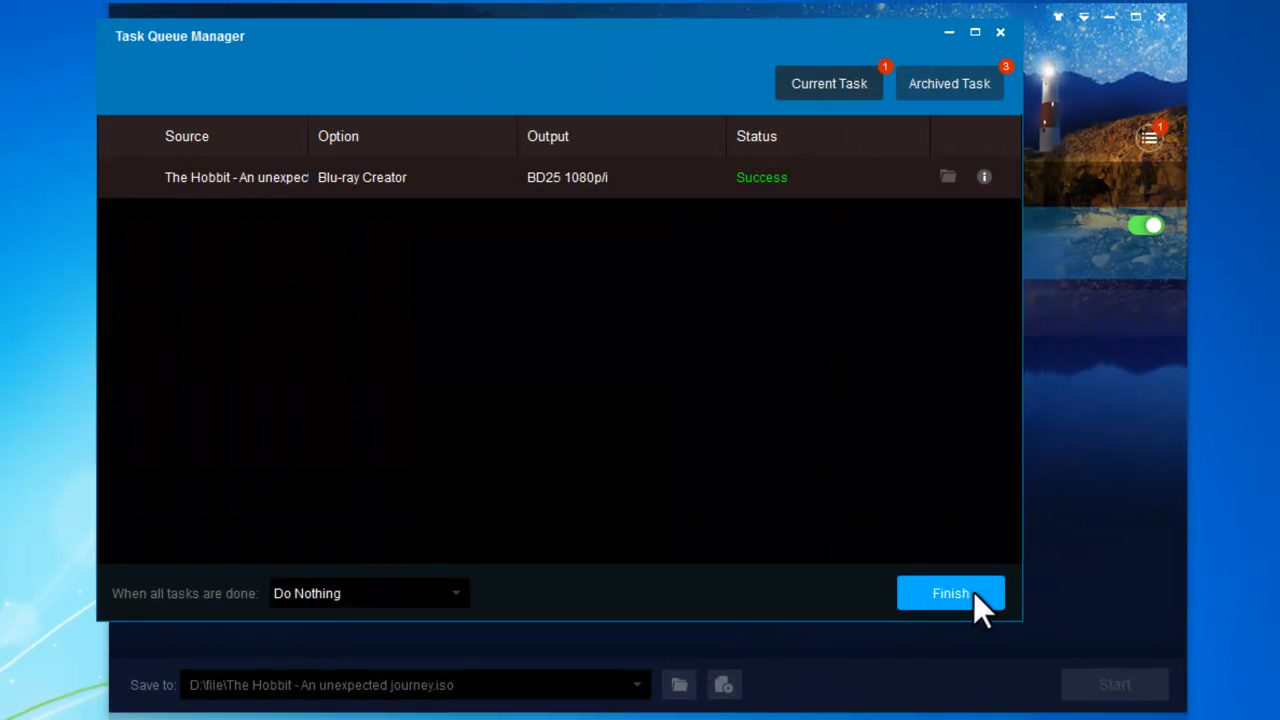 Task Queue Manager
Current Task
1
Archived Task
3
1
Source
Option
Output
Status
The Hobbit - An unexpec
Blu-ray Creator
BD25 1080p/i
Success
When all tasks are done:
Do Nothing
Finish
Save to:
D:\file\The Hobbit - An unexpected journey.iso
Start